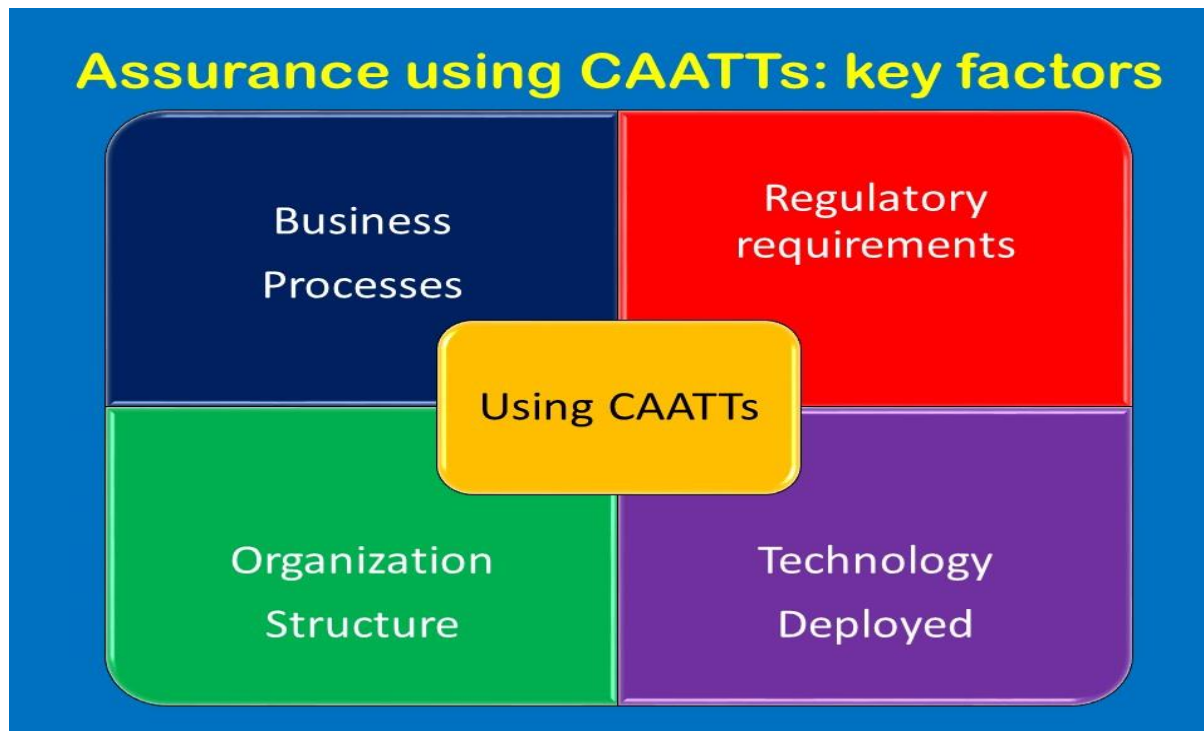 Assurance using CAATTs: key factors
Business
Processes
Regulatory
requirements
Using CAATTs
Organization
Structure
Technology
Deployed